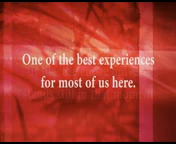 One of the best experiences
for most of us here.